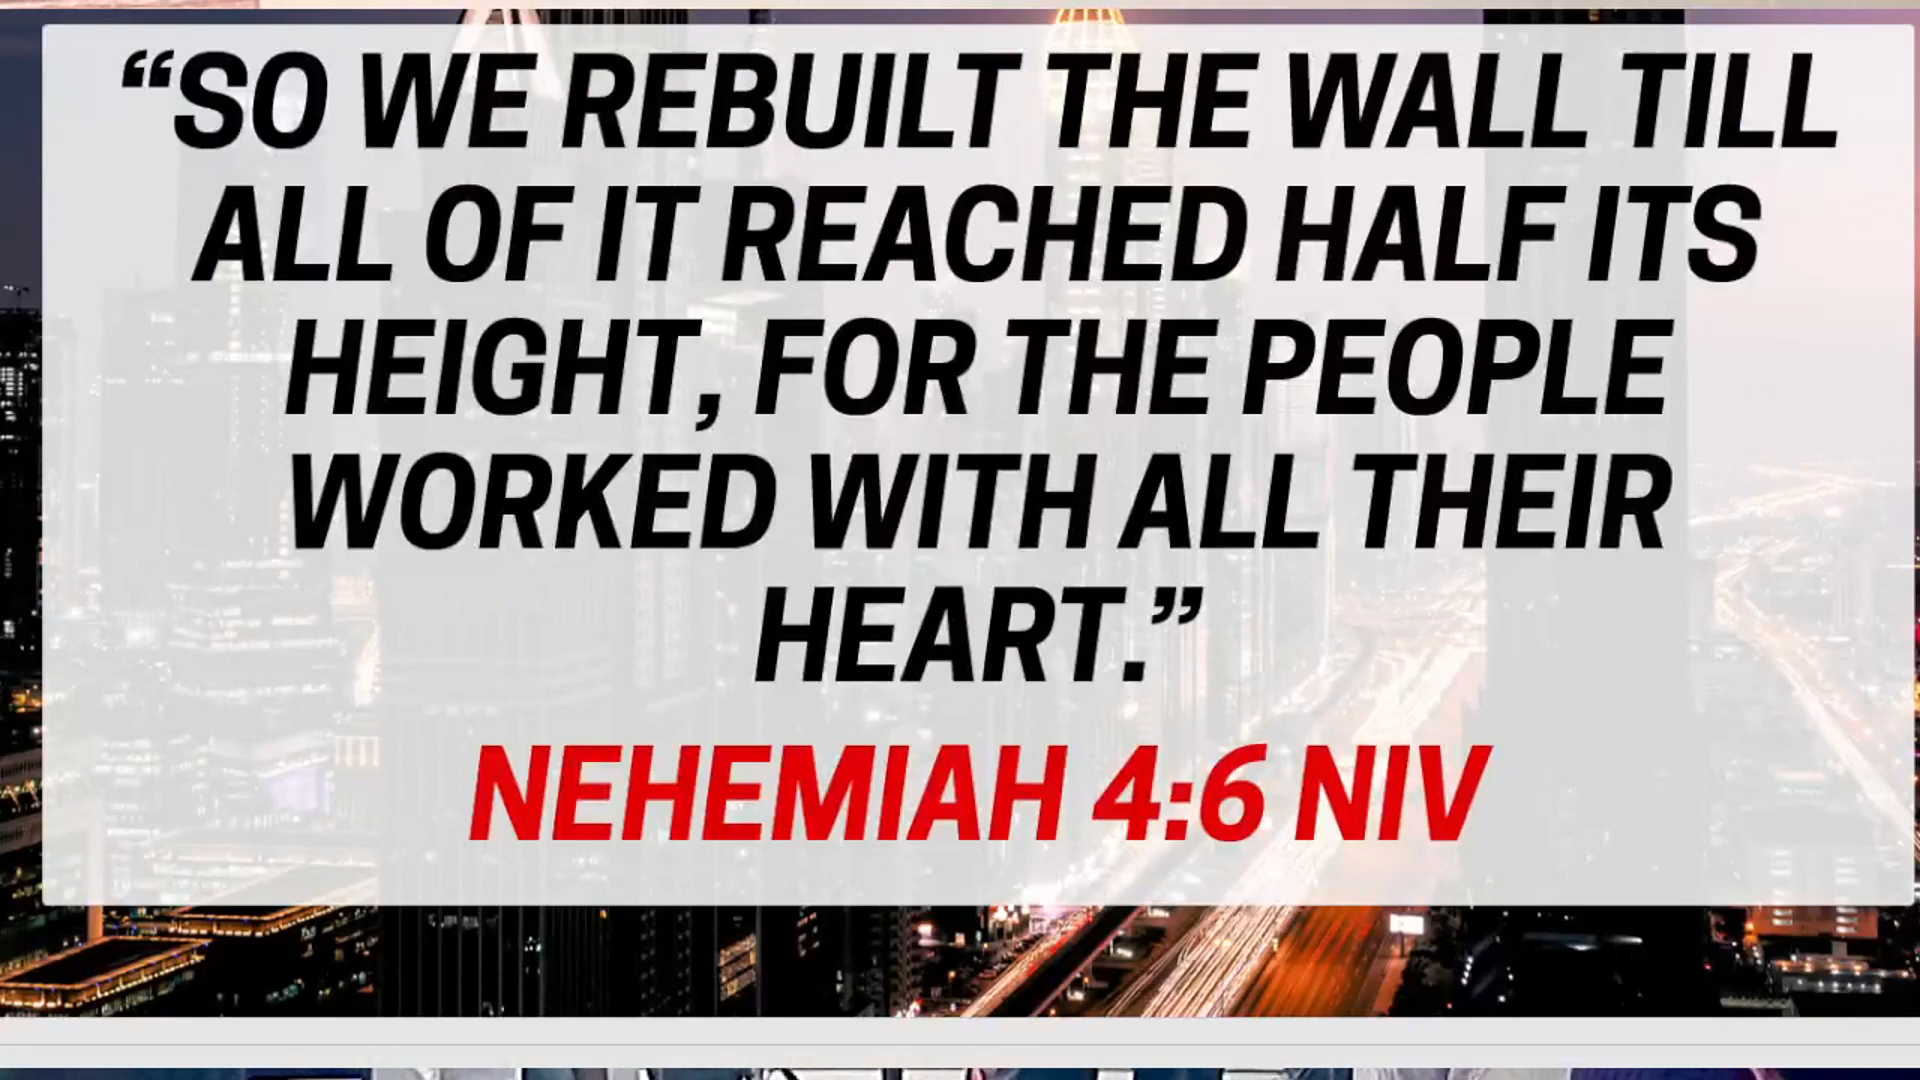 “SO WE REBUILT THE WALL TILL
ALL OF IT REACHED HALF ITS
HEIGHT, FOR THE PEOPLE
WORKED WITH ALL THEIR
HEART.”
NEHEMIAH 4:6 NIV